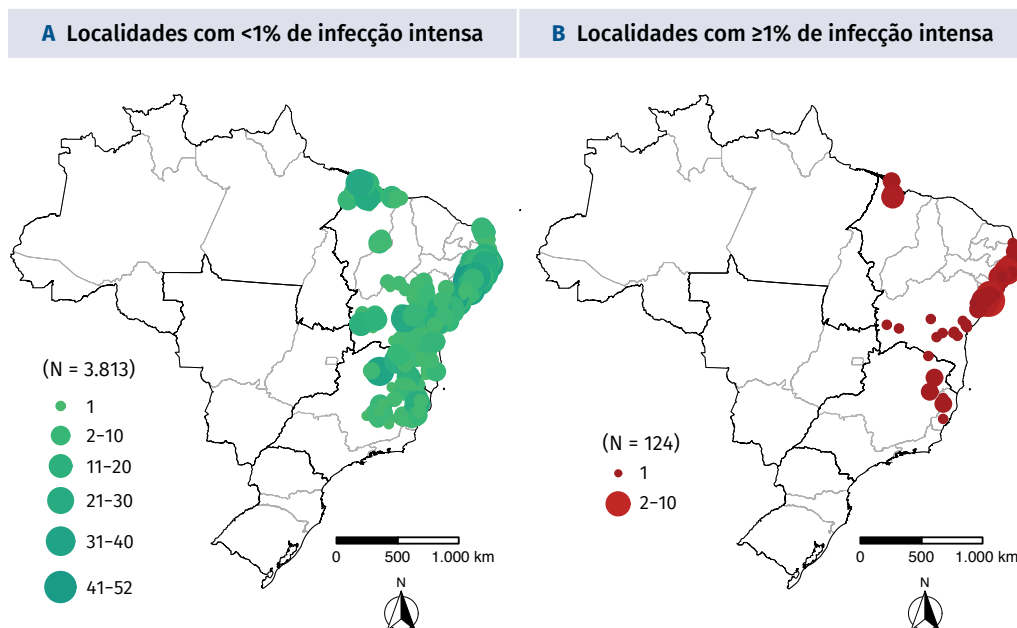 A Localidades com <1% de infecção intensa
(N = 3.813)
1
2–10
11–20
21–30
31–40
41–52
0 500 1.000 km
N
B Localidades com ≥1% de infecção intensa
(N = 124)
1
2–10
0 500 1.000 km
N